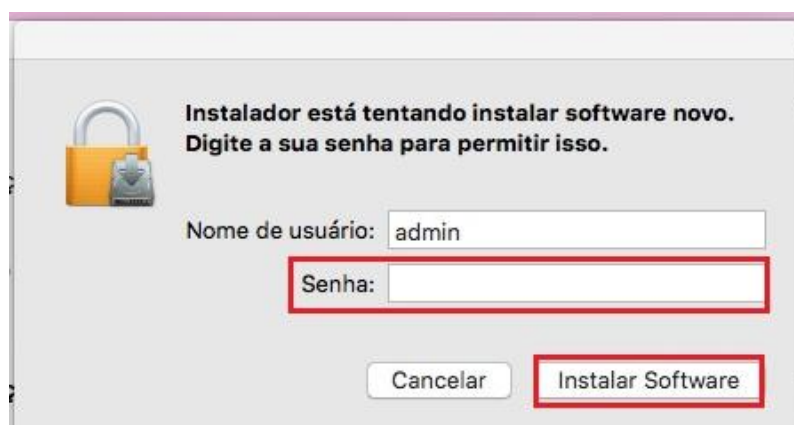 Instalador está tentando instalar software novo.
Digite a sua senha para permitir isso.
Nome de usuário: admin
Senha:
Cancelar Instalar Software